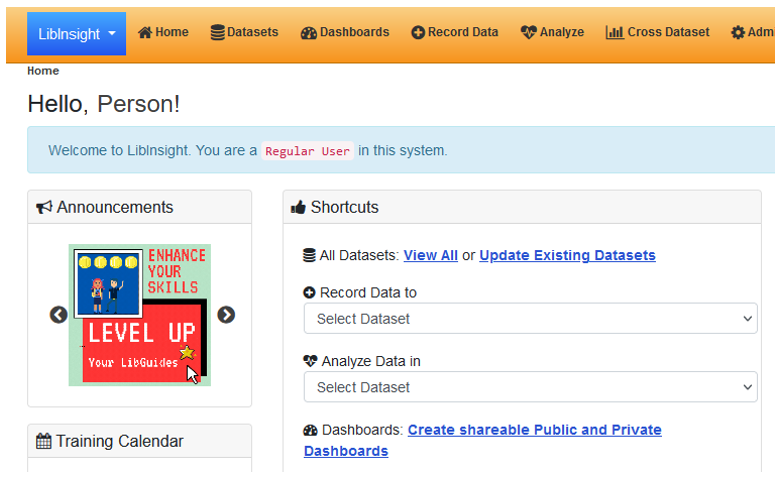 LibInsight Home Datasets Dashboards Record Data Analyze Cross Dataset Admi
Home
Hello, Person!
Welcome to LibInsight. You are a Regular User in this system.
Announcements
ENHANCE
YOUR
SKILLS
LEVEL UP
Your LibGuides
Training Calendar
Shortcuts
All Datasets: View All or Update Existing Datasets
Record Data to
Select Dataset
Analyze Data in
Select Dataset
Dashboards: Create shareable Public and Private
Dashboards